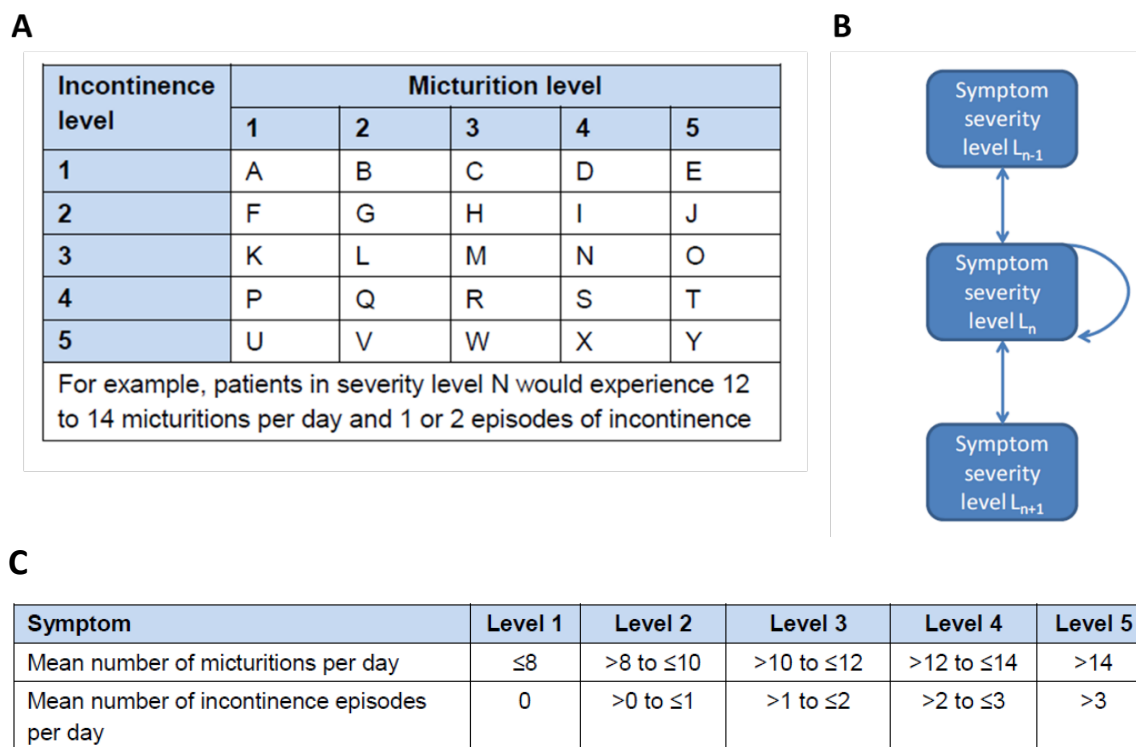 A
B
Incontinence level
Micturition level
1 2 3 4 5
1 A B C D E
2 F G H I J
3 K L M N O
4 P Q R S T
5 U V W X Y
For example, patients in severity level N would experience 12
to 14 micturitions per day and 1 or 2 episodes of incontinence
Symptom
severity
level Ln-1
Symptom
severity
level Ln
Symptom
severity
level Ln+1
C
Symptom Level 1 Level 2 Level 3 Level 4 Level 5
Mean number of micturitions per day ≤8 >8 to ≤10 >10 to ≤12 >12 to ≤14 >14
Mean number of incontinence episodes 0 >0 to ≤1 >1 to ≤2 >2 to ≤3 >3
per day